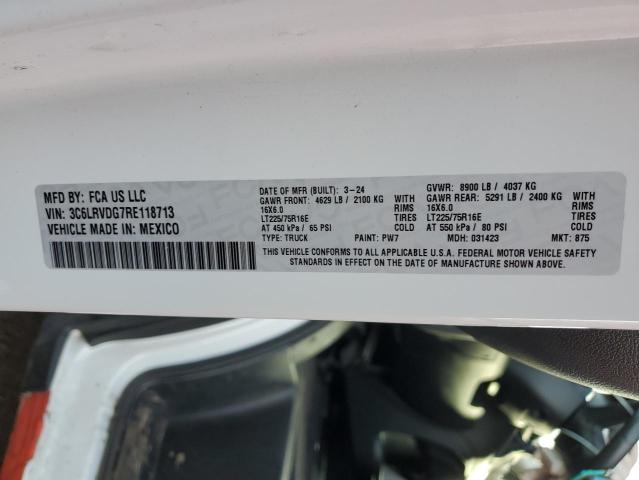 MFD BY: FCA US LLC
VIN: 3C6LRVDG7RE118713
VEHICLE MADE IN: MEXICO
DATE OF MFR (BUILT): 3-24 GVWR: 8900 LB / 4037 KG
GAWR FRONT: 4629 LB / 2100 KG WITH GAWR REAR: 5291 LB / 2400 KG WITH
16X6.0 RIMS 16X6.0 RIMS
LT225/75R16E TIRES LT225/75R16E TIRES
AT 450 kPa / 65 PSI COLD AT 550 kPa / 80 PSI COLD
TYPE: TRUCK PAINT: PW7 MDH: 031423 MKT: 875
THIS VEHICLE CONFORMS TO ALL APPLICABLE U.S.A. FEDERAL MOTOR VEHICLE SAFETY
STANDARDS IN EFFECT ON THE DATE OF MANUFACTURE SHOWN ABOVE.